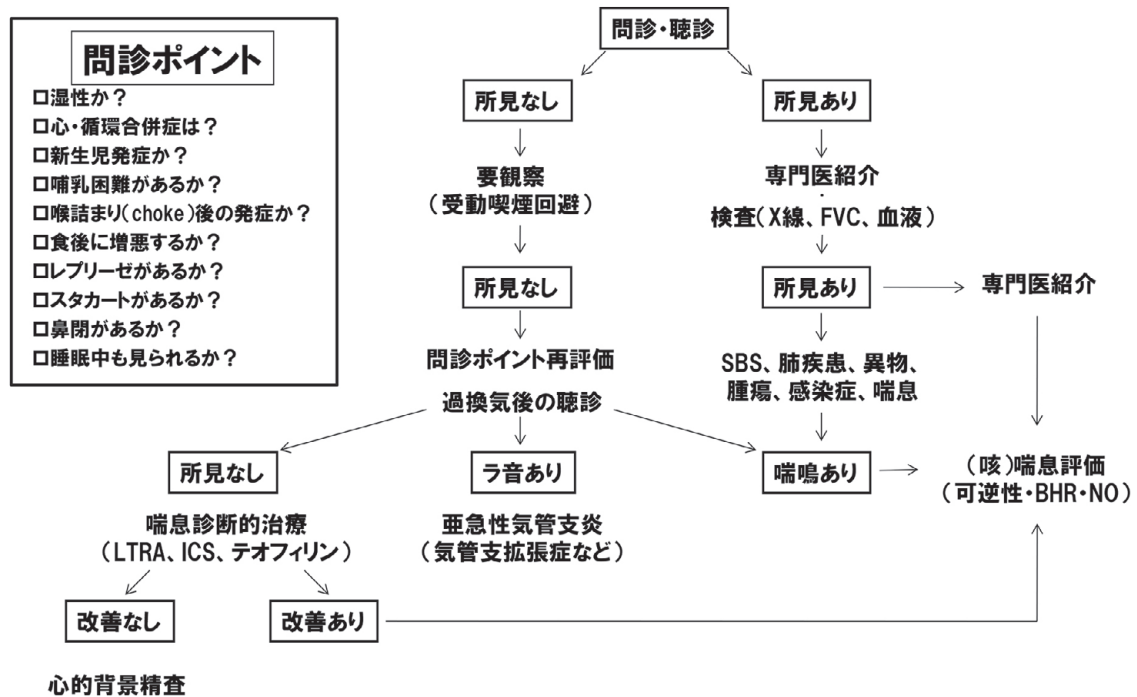 問診ポイント
□湿性か？
□心・循環合併症は？
□新生児発症か？
□哺乳困難があるか？
□喉詰まり(choke)後の発症か？
□食後に増悪するか？
□レプリーゼがあるか？
□スタカートがあるか？
□鼻閉があるか？
□睡眠中も見られるか？
問診・聴診
所見なし
所見あり
要観察
（受動喫煙回避）
専門医紹介
・
検査（X線、FVC、血液）
所見なし
所見あり
専門医紹介
問診ポイント再評価
過換気後の聴診
SBS、肺疾患、異物、
腫瘍、感染症、喘息
所見なし
ラ音あり
喘鳴あり
（咳）喘息評価
（可逆性・BHR・NO）
喘息診断的治療
（LTRA、ICS、テオフィリン）
亜急性気管支炎
（気管支拡張症など）
改善なし
改善あり
心的背景精査